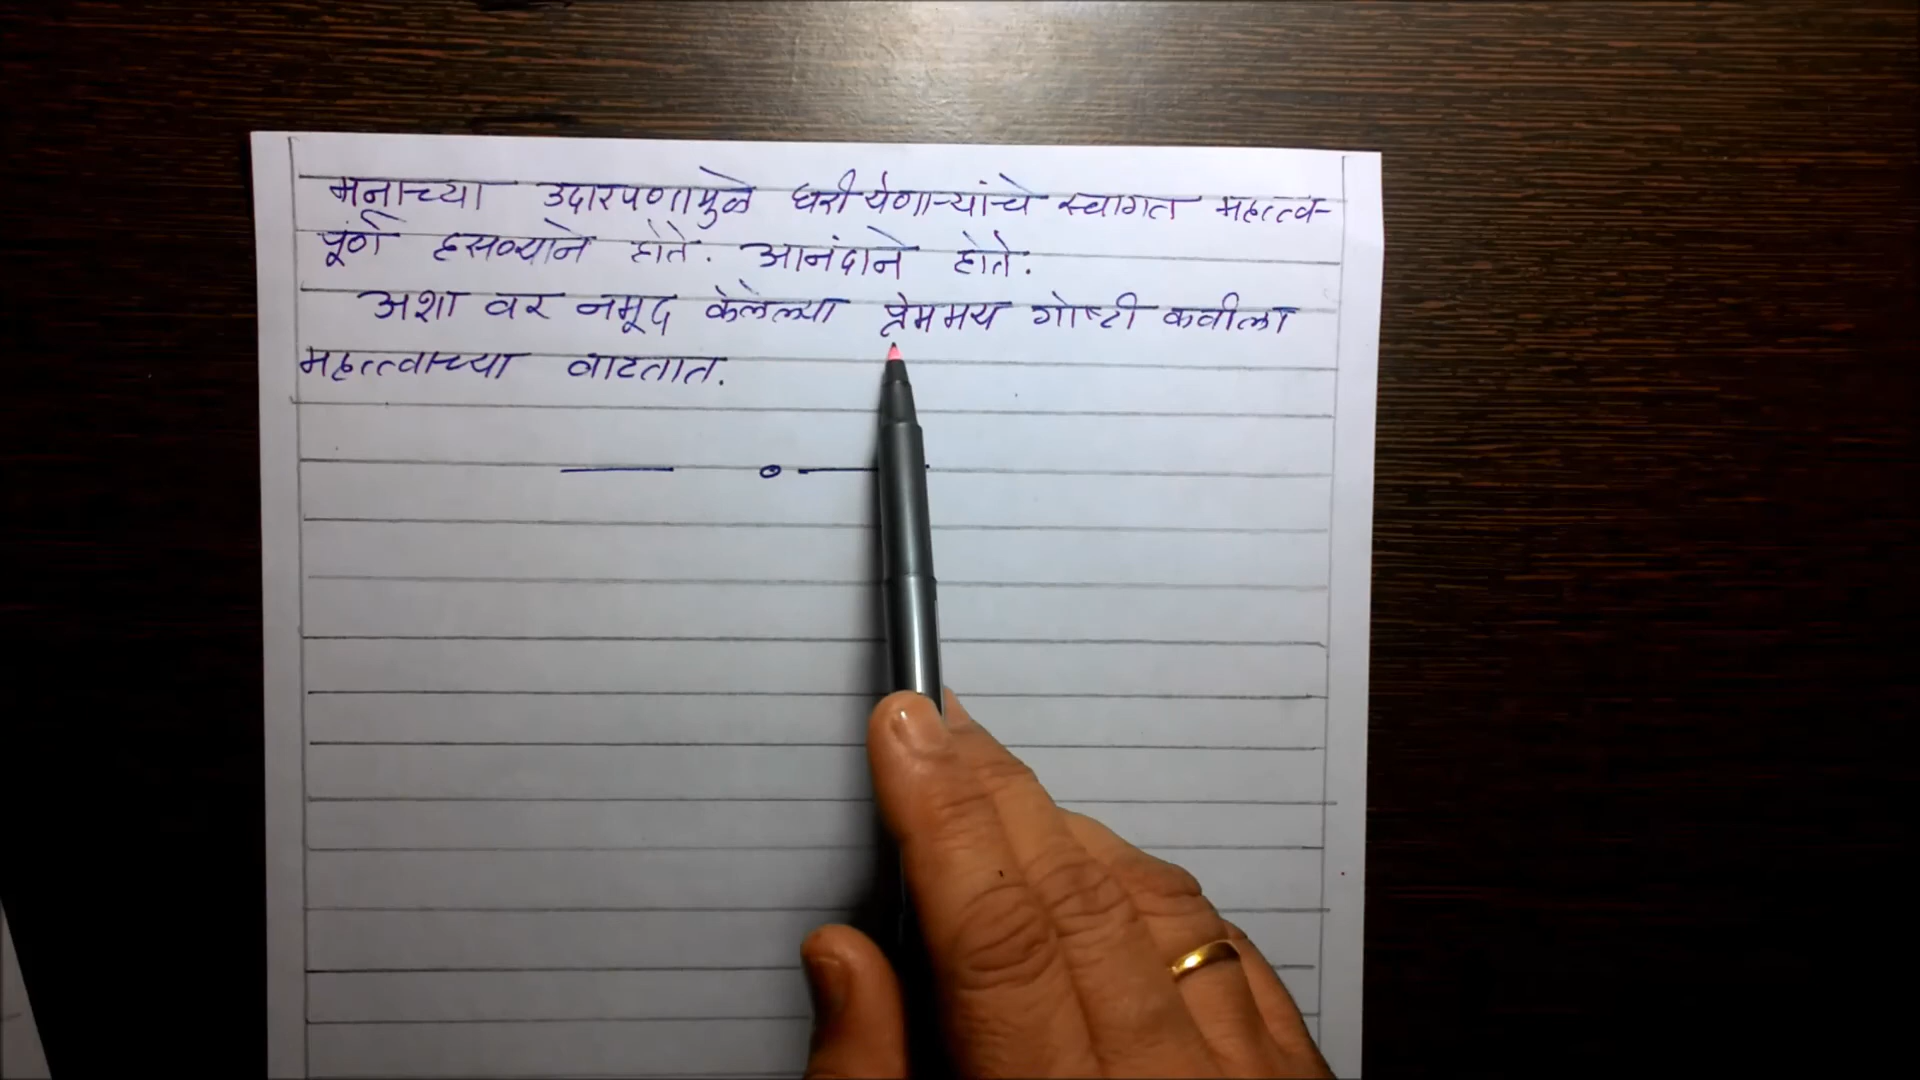 मनाच्या उदारपणामुळे घरी येणाऱ्यांचे स्वागत महत्त्व-
पूर्ण हसण्याने होते. आनंदाने होते.
अशा वर नमूद केलेल्या प्रेममय गोष्टी कवीला
महत्त्वाच्या वाटतात.